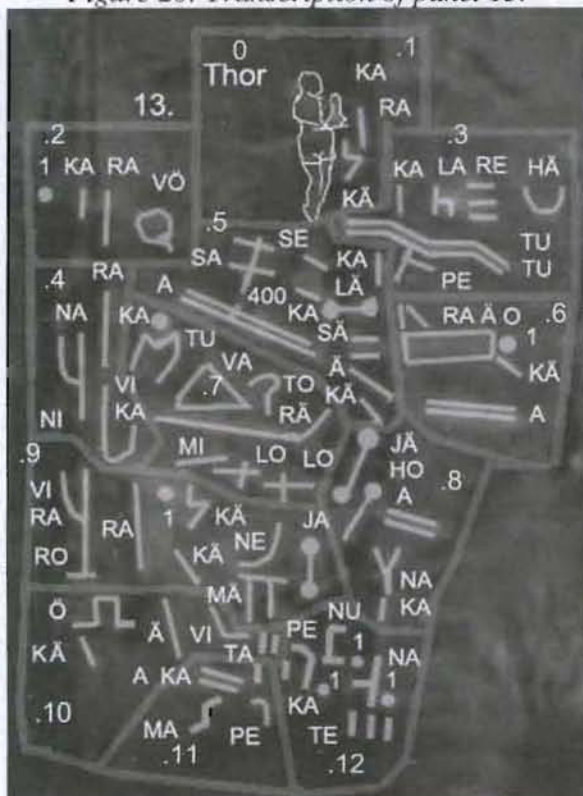 Figure 28. Transcription of panel 13.
0 .1
Thor KA
13. RA
.2 .3
1 KA RA VÖ KÄ KA LA RE HÄ
.5 SE TU
SA KA TU
.4 RA A LÄ PE
NA 400 KA .6
KA TU SÄ RA Ä O 1
VA Ä KÄ
VI .7 TO KÄ A
NI KA RÄ
.9 MI LO LO JÄ
VI HO .8
RA RA 1 KÄ JA A
RO KÄ NE
MÄ NA
Ö Ä VI NU KA
KÄ TA PE 1 NA
A KA 1 1
.10 KA
MA PE TE
.11 .12